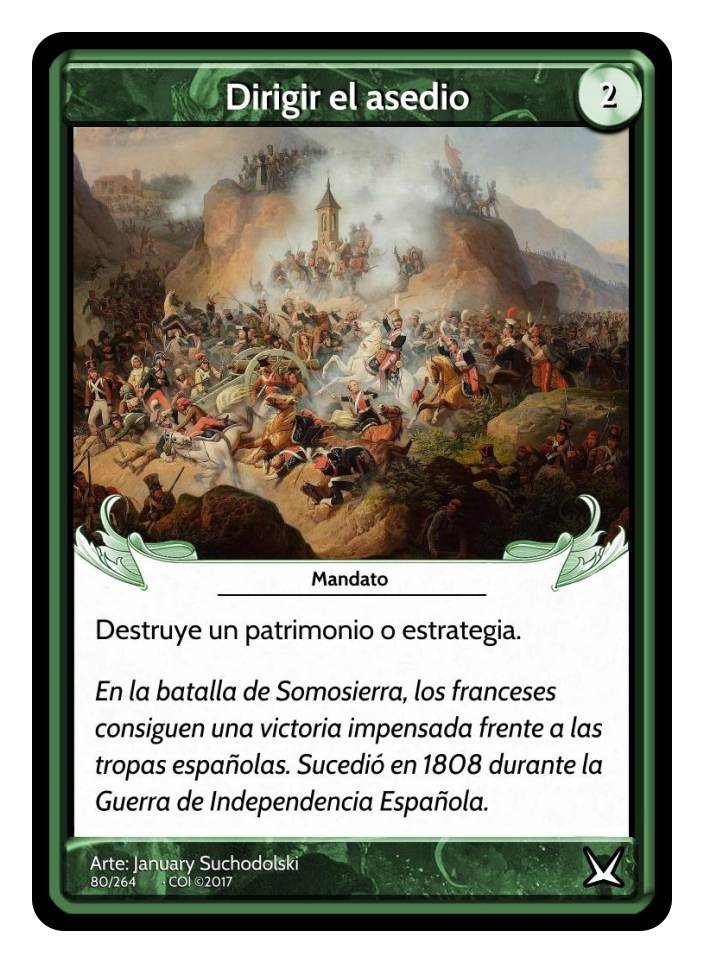 Dirigir el asedio
2
Mandato
Destruye un patrimonio o estrategia.
En la batalla de Somosierra, los franceses
consiguen una victoria impensada frente a las
tropas españolas. Sucedió en 1808 durante la
Guerra de Independencia Española.
Arte: January Suchodolski
80/264 · COI ©2017